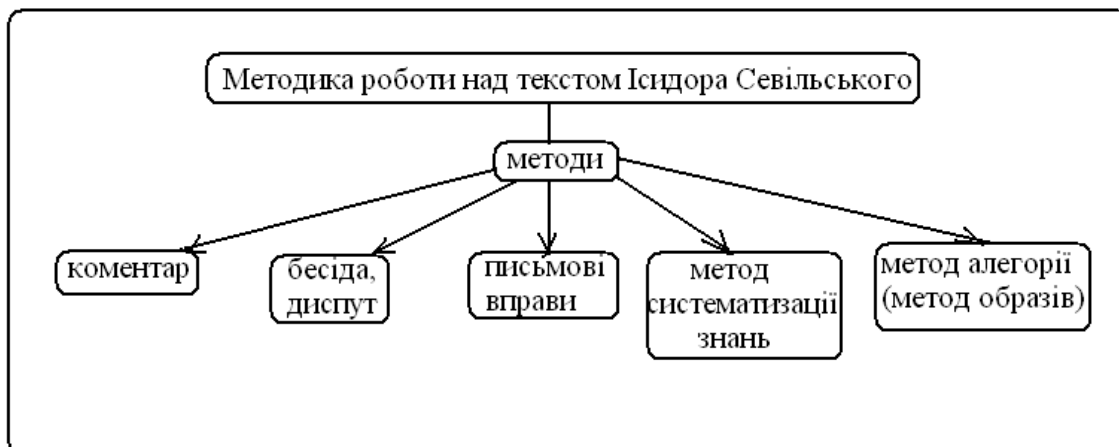 Методика роботи над текстом Ісидора Севільського
методи
коментар
бесіда,
диспут
письмові
вправи
метод
систематизації
знань
метод алегорії
(метод образів)